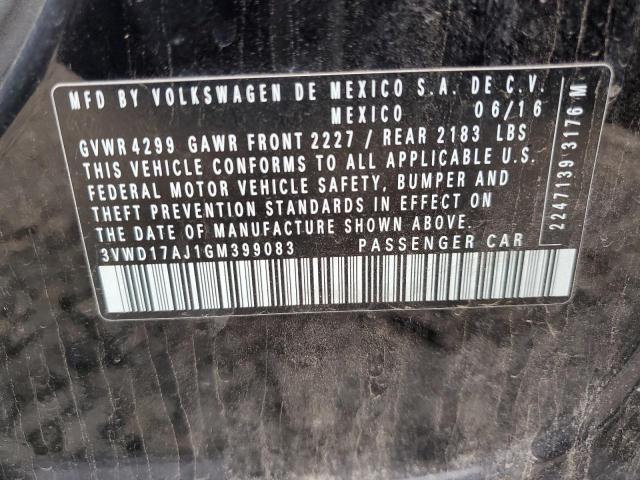 MFD BY VOLKSWAGEN DE MEXICO S.A. DE C.V.
MEXICO 06/16
GVWR 4299 GAWR FRONT 2227 / REAR 2183 LBS
THIS VEHICLE CONFORMS TO ALL APPLICABLE U.S.
FEDERAL MOTOR VEHICLE SAFETY, BUMPER AND
THEFT PREVENTION STANDARDS IN EFFECT ON
THE DATE OF MANUFACTURE SHOWN ABOVE.
3VWD17AJ1GM399083 PASSENGER CAR
2247139 3176 M